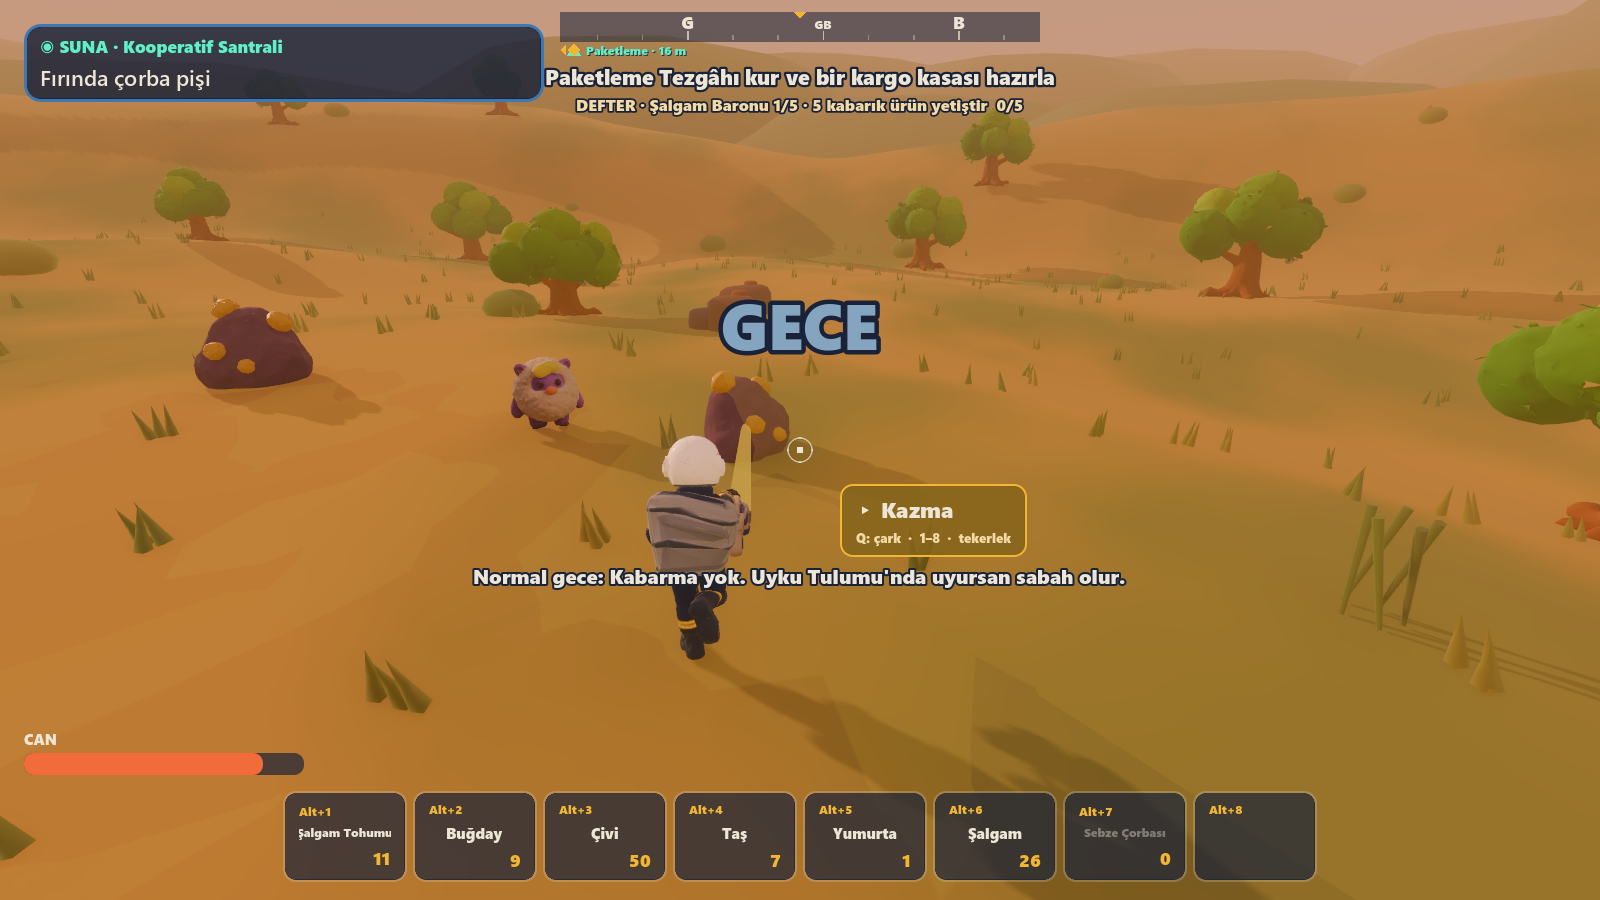 SUNA · Kooperatif Santrali
Fırında çorba pişi
G
GB
B
Paketleme · 16 m
Paketleme Tezgâhı kur ve bir kargo kasası hazırla
DEFTER · Şalgam Baronu 1/5 · 5 kabarık ürün yetiştir 0/5
GECE
Kazma
Q: çark · 1–8 · tekerlek
Normal gece: Kabarma yok. Uyku Tulumu'nda uyursan sabah olur.
CAN
Alt+1
Şalgam Tohumu
11
Alt+2
Buğday
9
Alt+3
Çivi
50
Alt+4
Taş
7
Alt+5
Yumurta
1
Alt+6
Şalgam
26
Alt+7
Sebze Çorbası
0
Alt+8